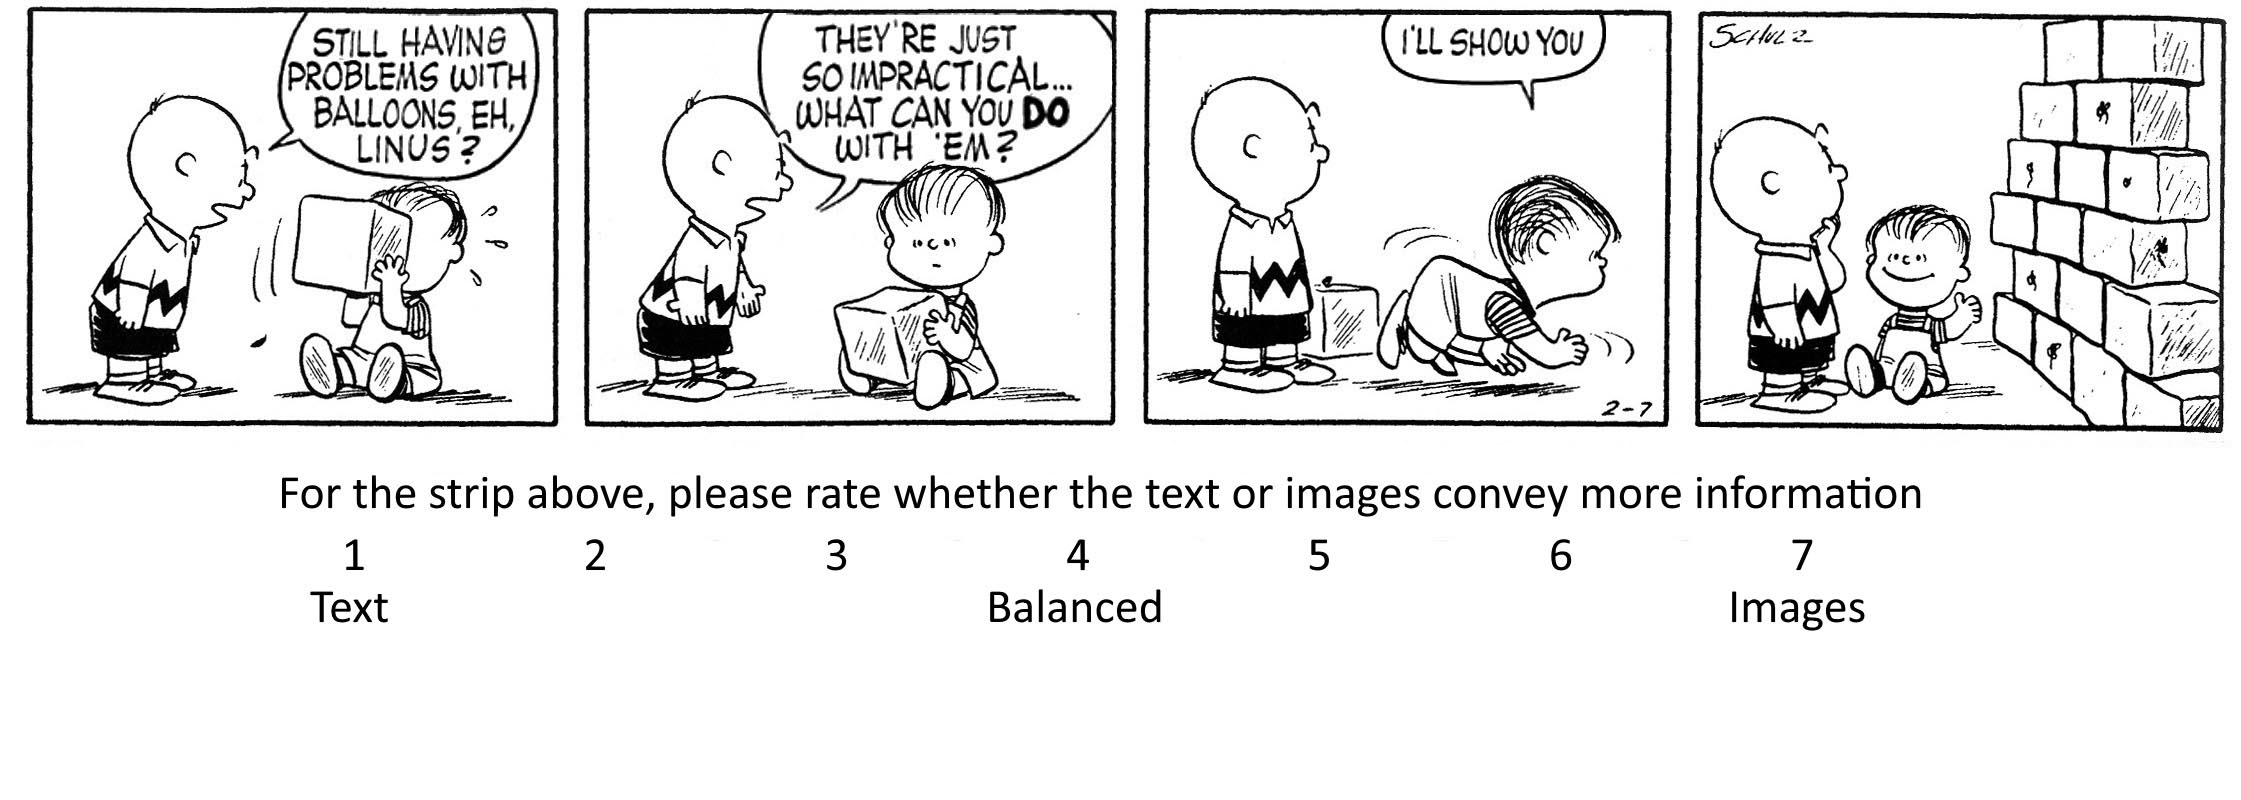 STILL HAVING
PROBLEMS WITH
BALLOONS, EH,
LINUS?
THEY'RE JUST
SO IMPRACTICAL...
WHAT CAN YOU DO
WITH 'EM?
I'LL SHOW YOU
2-7
SCHULZ
For the strip above, please rate whether the text or images convey more information
1 2 3 4 5 6 7
Text Balanced Images